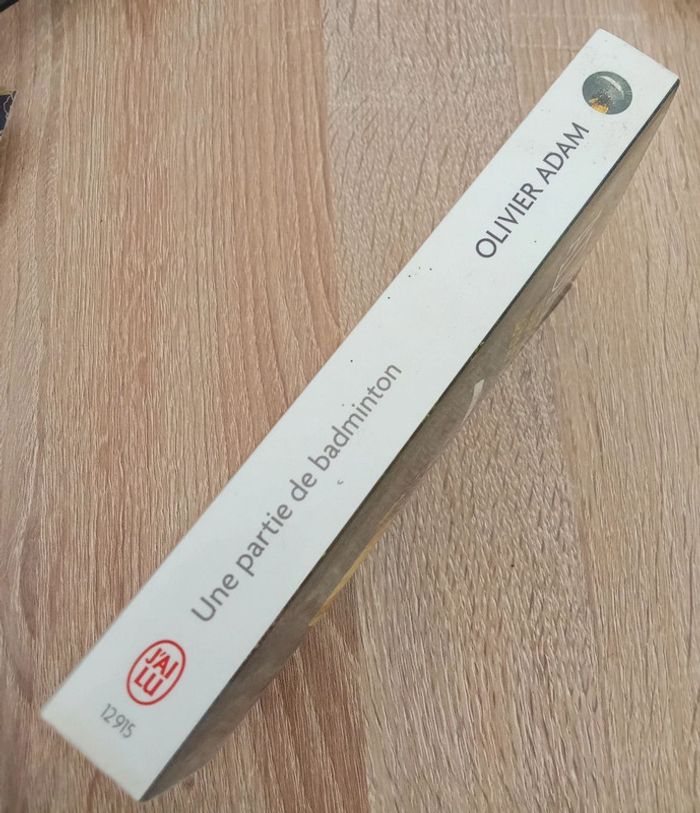 OLIVIER ADAM
Une partie de badminton
J'AI
LU
12915